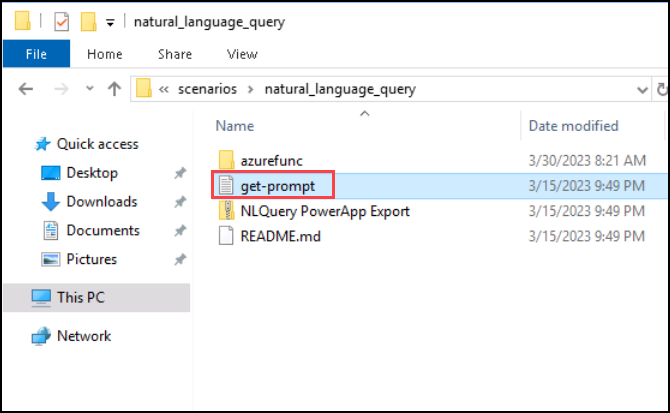 natural_language_query
File Home Share View
« scenarios > natural_language_query
Name Date modified
Quick access
Desktop
Downloads
Documents
Pictures
This PC
Network
azurefunc 3/30/2023 8:21 AM
get-prompt 3/15/2023 9:49 PM
NLQuery PowerApp Export 3/15/2023 9:49 PM
README.md 3/15/2023 9:49 PM